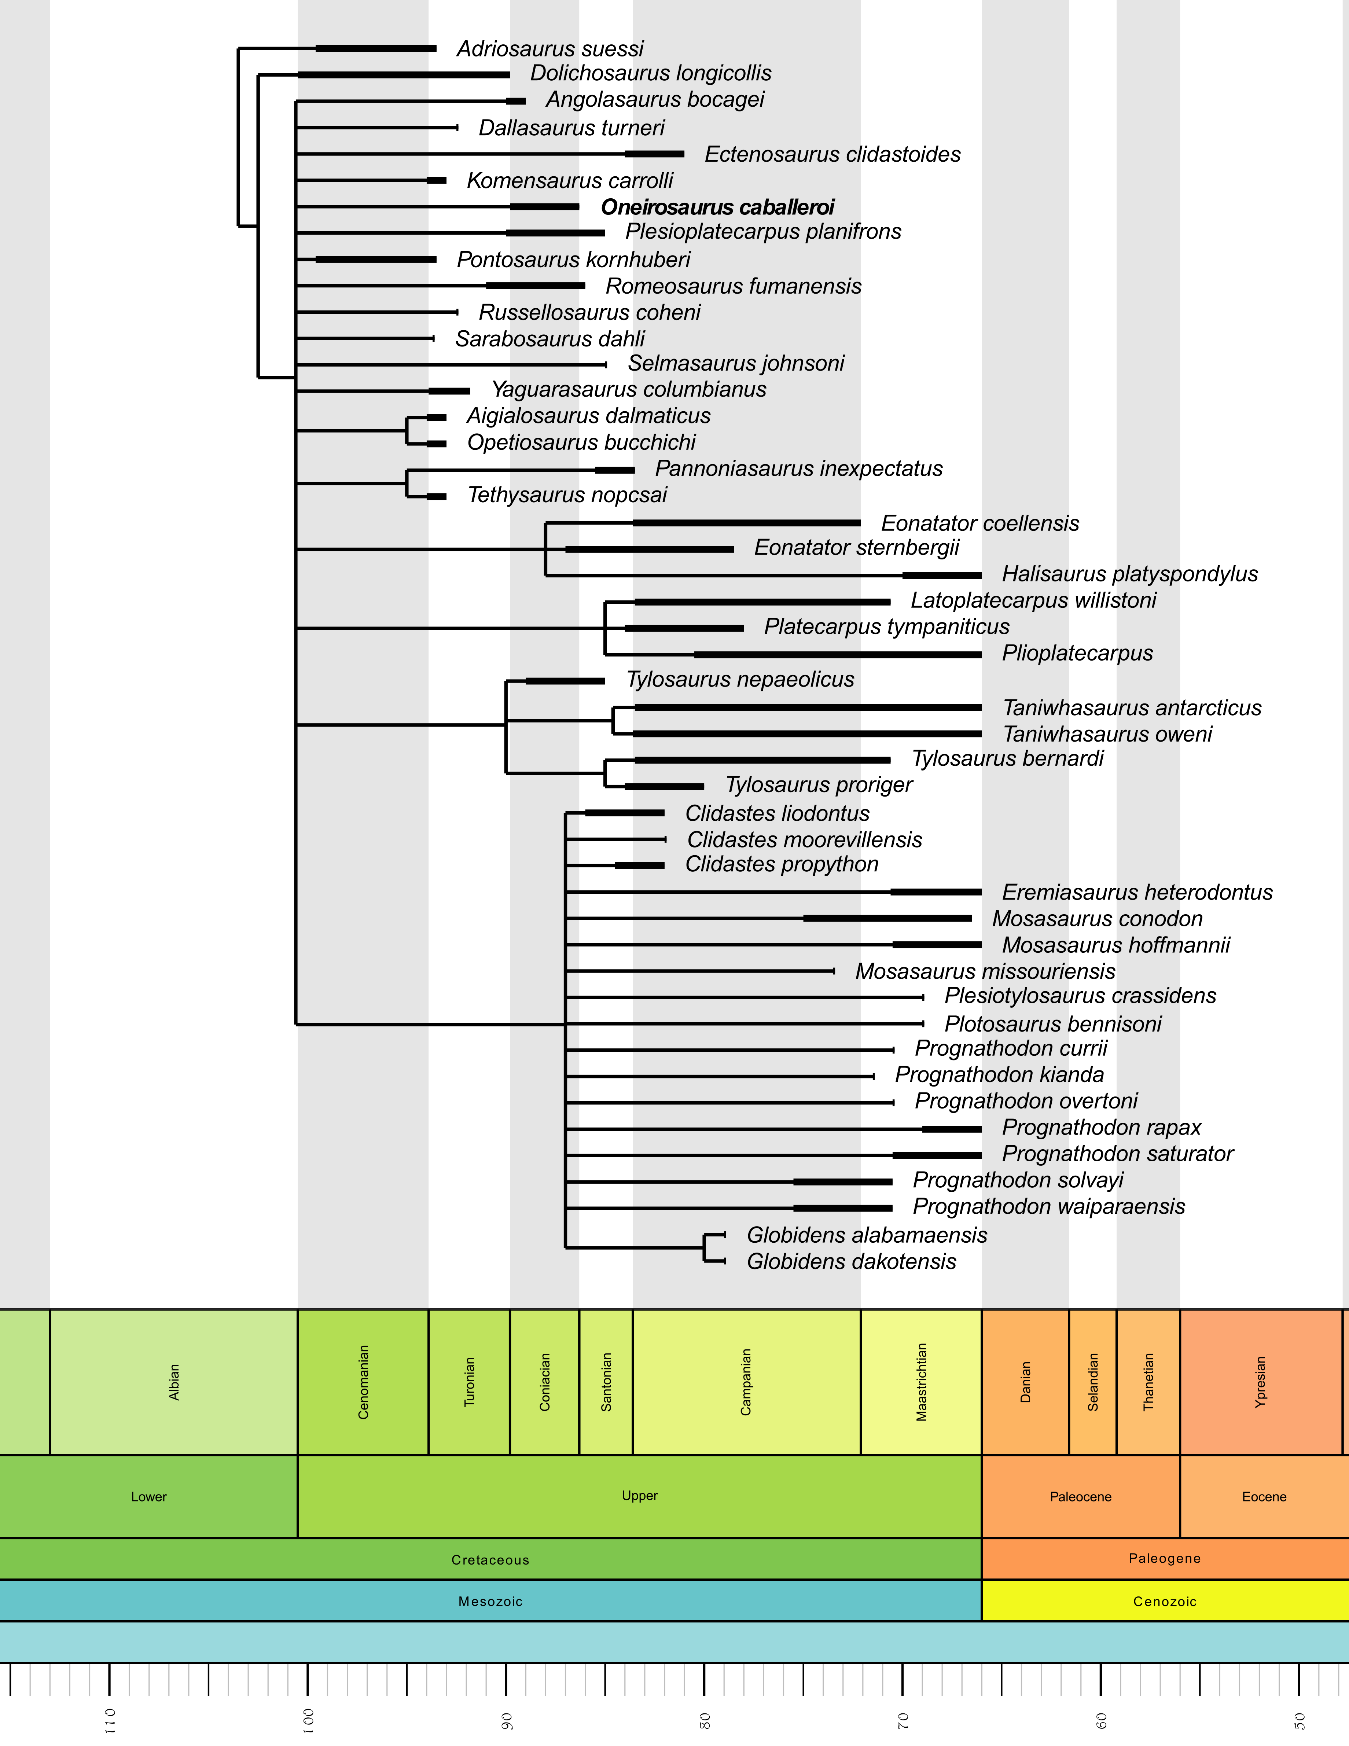 Adriosaurus suessi
Dolichosaurus longicollis
Angolasaurus bocagei
Dallasaurus turneri
Ectenosaurus clidastoides
Komensaurus carrolli
Oneirosaurus caballeroi
Plesioplatecarpus planifrons
Pontosaurus kornhuberi
Romeosaurus fumanensis
Russellosaurus coheni
Sarabosaurus dahli
Selmasaurus johnsoni
Yaguarasaurus columbianus
Aigialosaurus dalmaticus
Opetiosaurus bucchichi
Pannoniasaurus inexpectatus
Tethysaurus nopcsai
Eonatator coellensis
Eonatator sternbergii
Halisaurus platyspondylus
Latoplatecarpus willistoni
Platecarpus tympaniticus
Plioplatecarpus
Tylosaurus nepaeolicus
Taniwhasaurus antarcticus
Taniwhasaurus oweni
Tylosaurus bernardi
Tylosaurus proriger
Clidastes liodontus
Clidastes moorevillensis
Clidastes propython
Eremiasaurus heterodontus
Mosasaurus conodon
Mosasaurus hoffmannii
Mosasaurus missouriensis
Plesiotylosaurus crassidens
Plotosaurus bennisoni
Prognathodon currii
Prognathodon kianda
Prognathodon overtoni
Prognathodon rapax
Prognathodon saturator
Prognathodon solvayi
Prognathodon waiparaensis
Globidens alabamaensis
Globidens dakotensis
Albian
Cenomanian
Turonian
Coniacian
Santonian
Campanian
Maastrichtian
Danian
Selandian
Thanetian
Ypresian
Lower
Upper
Paleocene
Eocene
Cretaceous
Paleogene
Mesozoic
Cenozoic
110
100
90
80
70
60
50